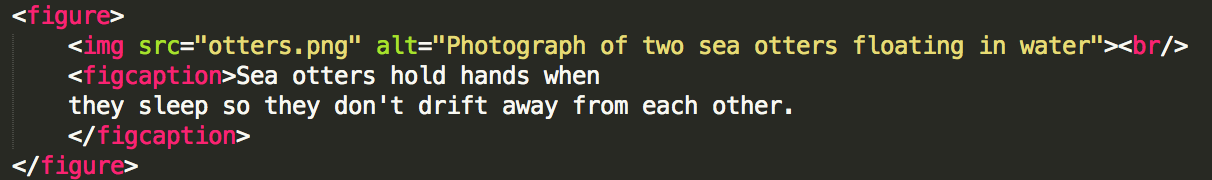 <figure>
<img src="otters.png" alt="Photograph of two sea otters floating in water"><br/>
<figcaption>Sea otters hold hands when
they sleep so they don't drift away from each other.
</figcaption>
</figure>